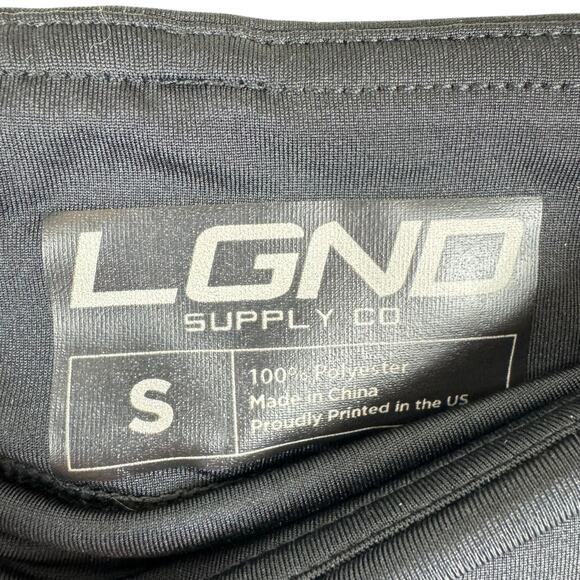 LGND
SUPPLY CO
S
100% Polyester
Made in China
Proudly Printed in the US